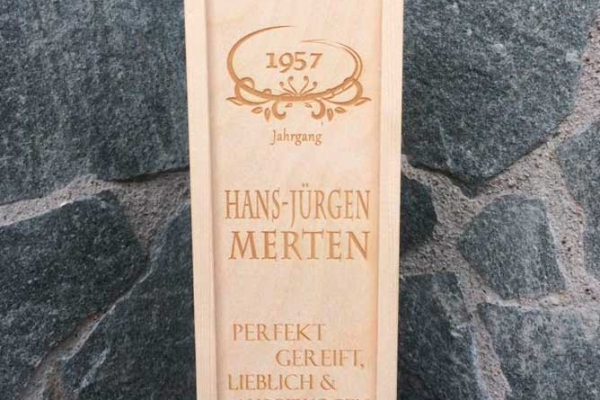 1957
Jahrgang
HANS-JÜRGEN
MERTEN
PERFEKT
GEREIFT,
LIEBLICH &